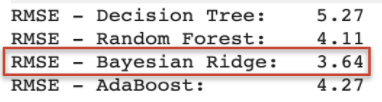 RMSE - Decision Tree: 5.27
RMSE - Random Forest: 4.11
RMSE - Bayesian Ridge: 3.64
RMSE - AdaBoost: 4.27